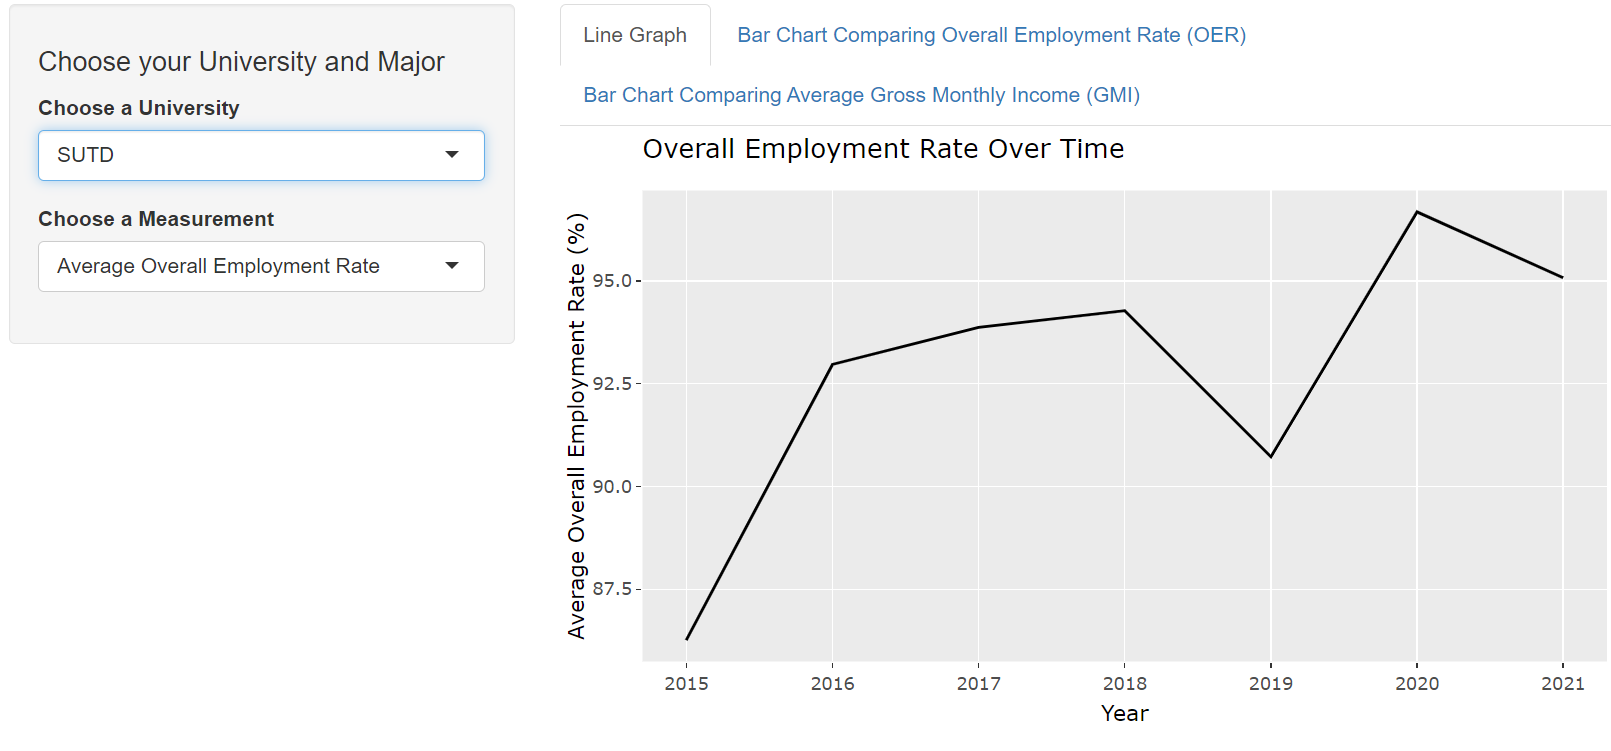 Choose your University and Major
Choose a University
SUTD
Choose a Measurement
Average Overall Employment Rate
Line Graph
Bar Chart Comparing Overall Employment Rate (OER)
Bar Chart Comparing Average Gross Monthly Income (GMI)
Overall Employment Rate Over Time
Average Overall Employment Rate (%)
95.0
92.5
90.0
87.5
2015 2016 2017 2018 2019 2020 2021
Year